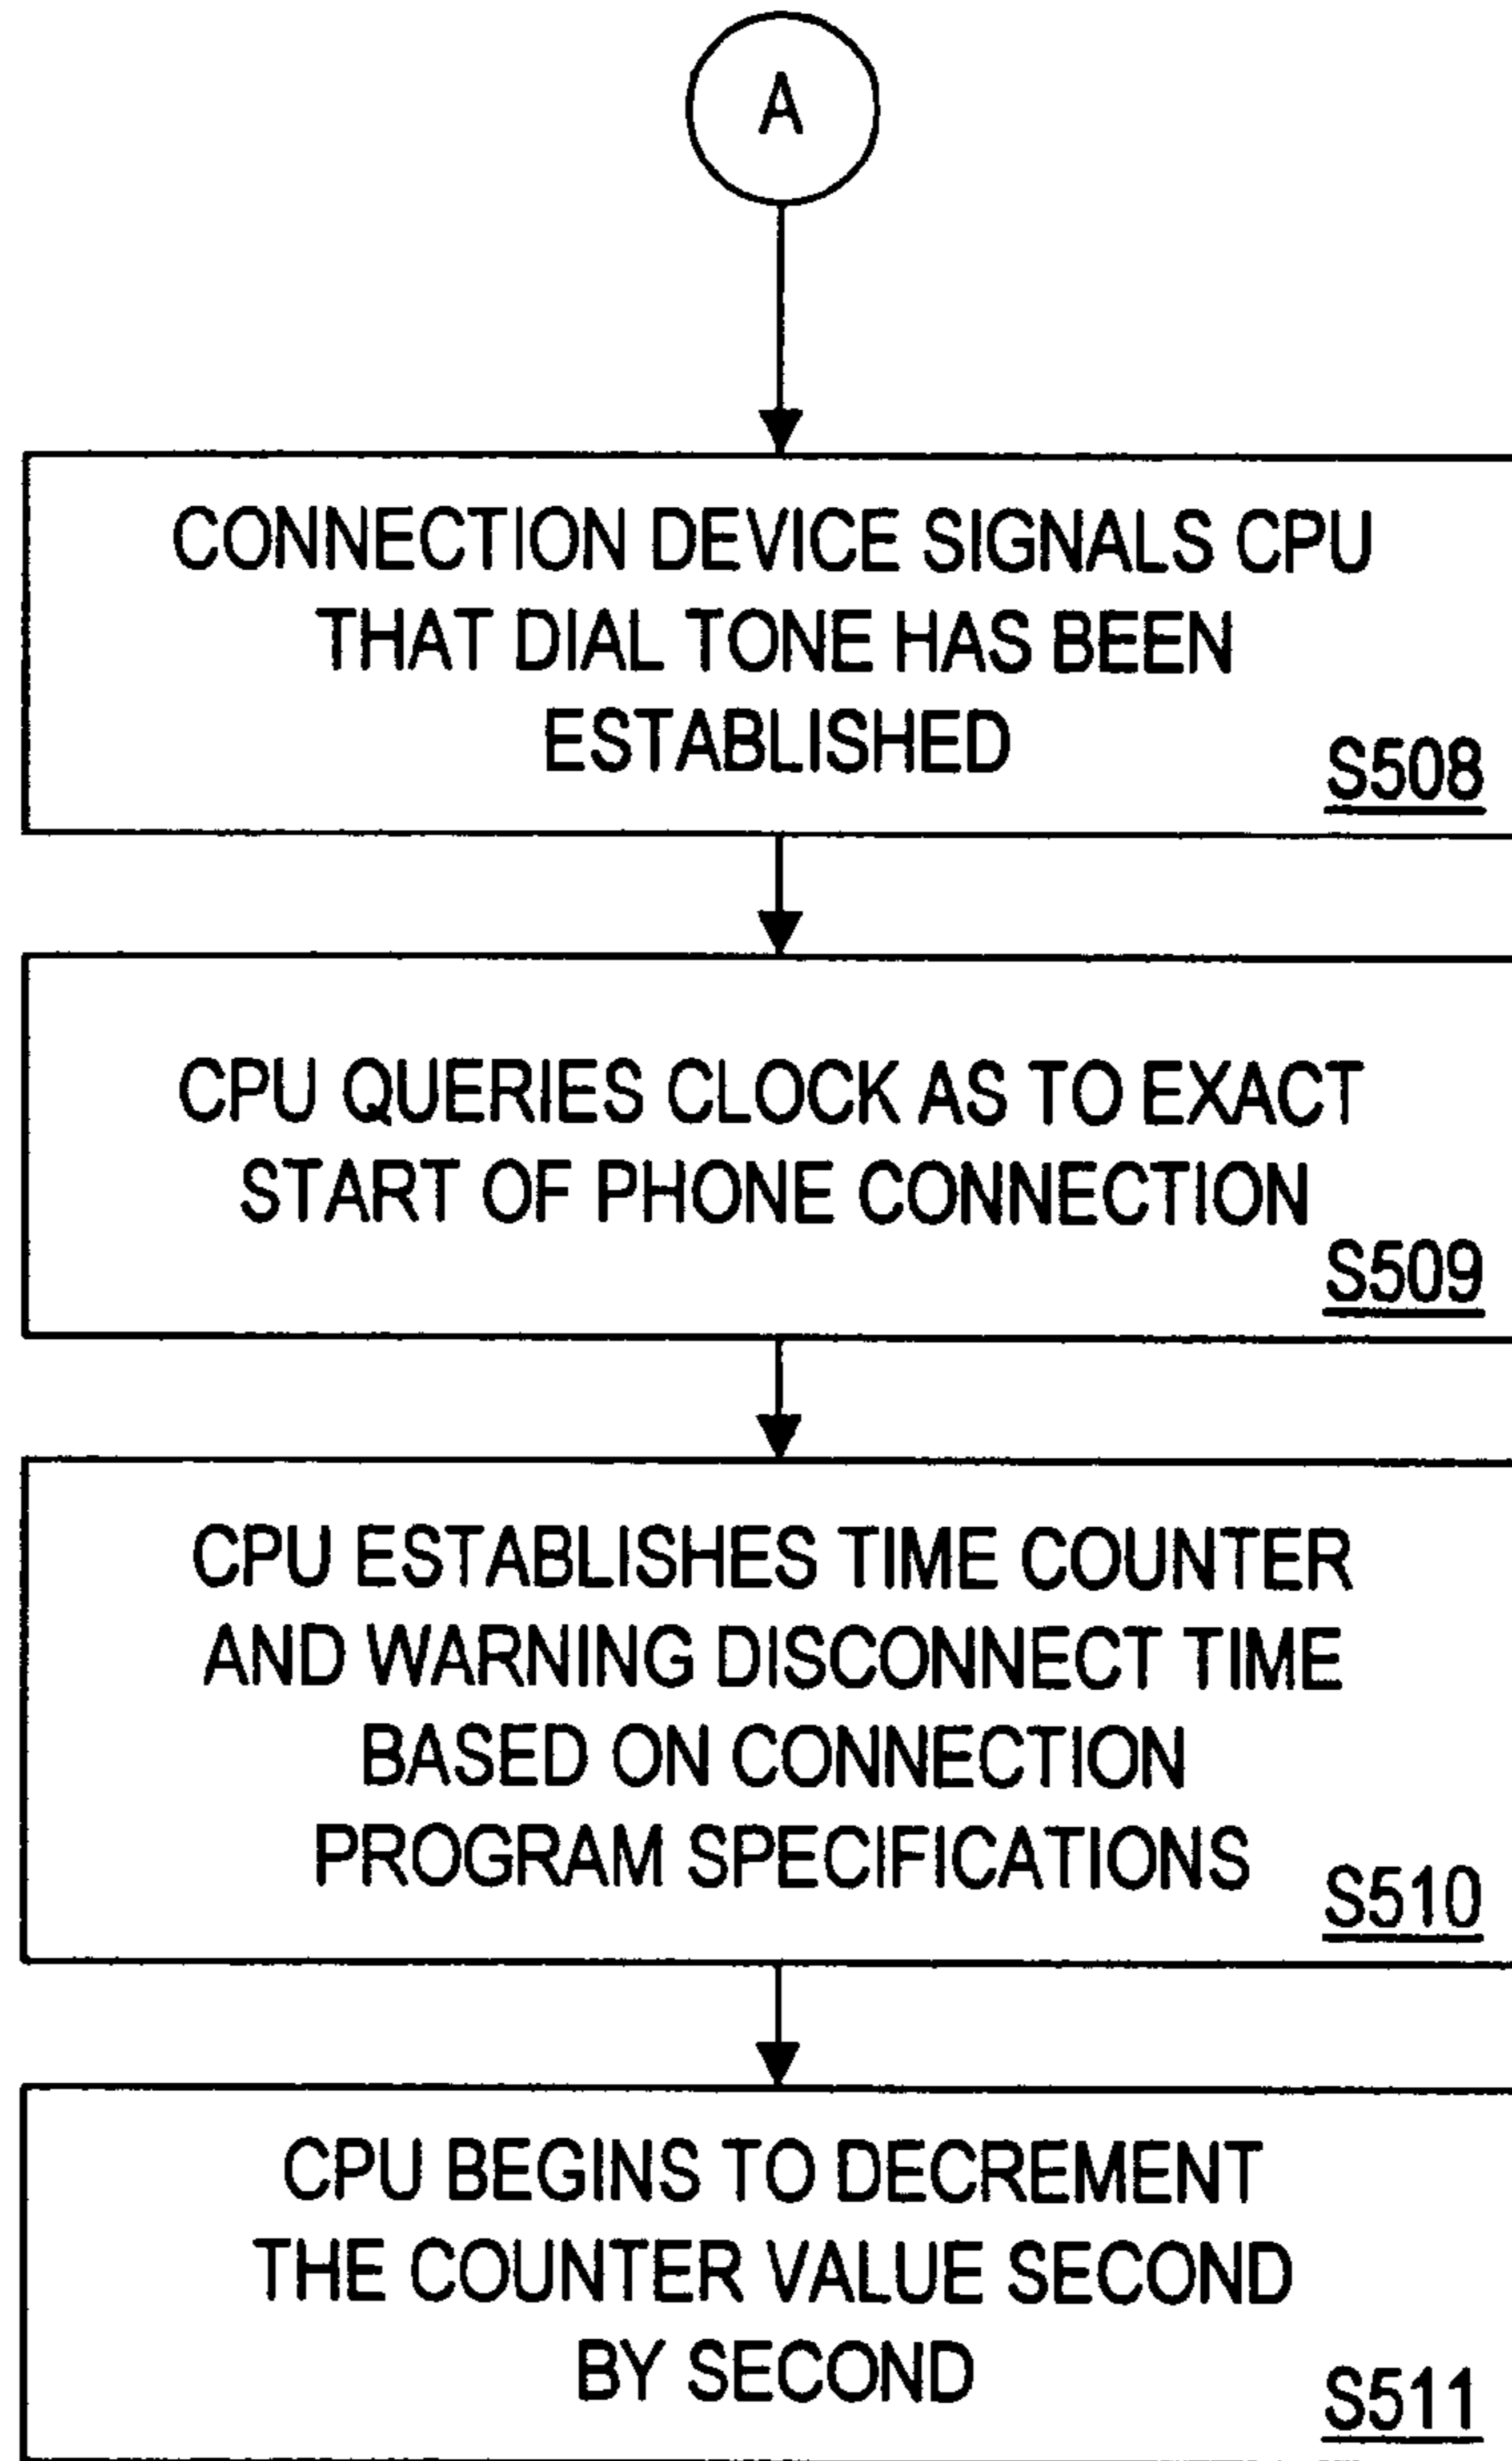 A
CONNECTION DEVICE SIGNALS CPU
THAT DIAL TONE HAS BEEN
ESTABLISHED
S508
CPU QUERIES CLOCK AS TO EXACT
START OF PHONE CONNECTION
S509
CPU ESTABLISHES TIME COUNTER
AND WARNING DISCONNECT TIME
BASED ON CONNECTION
PROGRAM SPECIFICATIONS
S510
CPU BEGINS TO DECREMENT
THE COUNTER VALUE SECOND
BY SECOND
S511